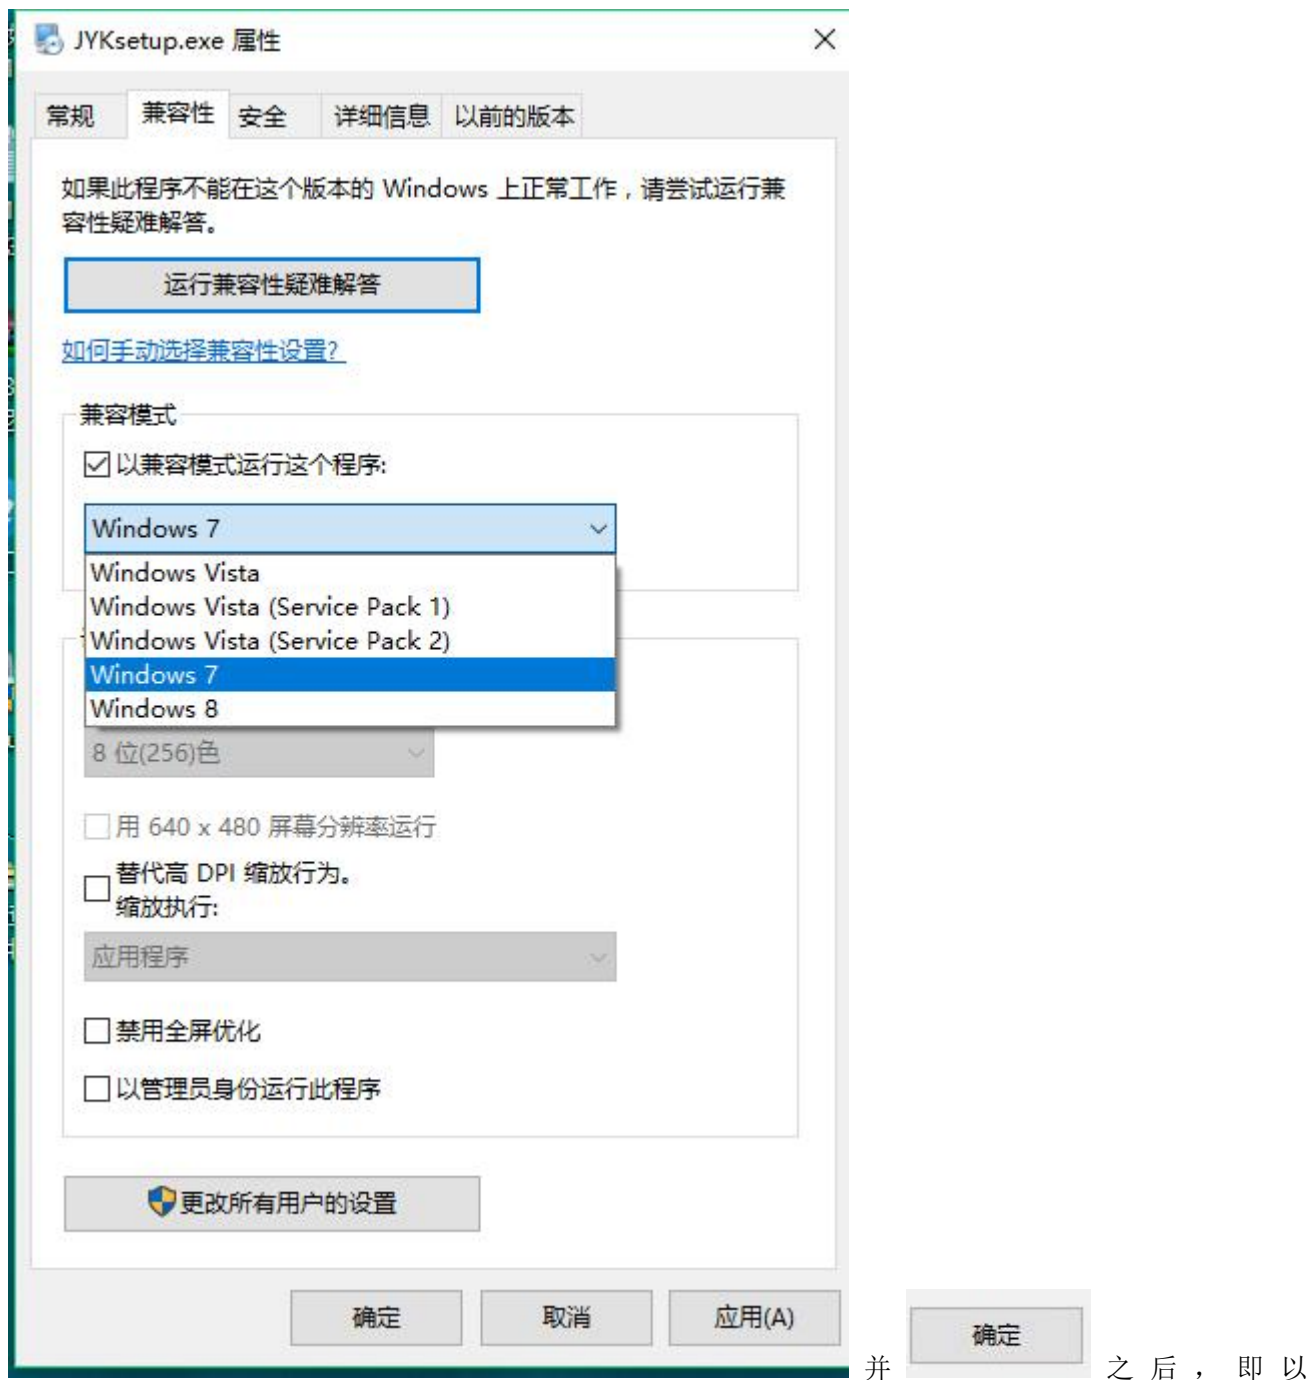 JYKsetup.exe 属性
常规 兼容性 安全 详细信息 以前的版本
如果此程序不能在这个版本的 Windows 上正常工作，请尝试运行兼
容性疑难解答。
运行兼容性疑难解答
如何手动选择兼容性设置?
兼容模式
以兼容模式运行这个程序:
Windows 7
Windows Vista
Windows Vista (Service Pack 1)
Windows Vista (Service Pack 2)
Windows 7
Windows 8
8 位(256)色
用 640 x 480 屏幕分辨率运行
替代高 DPI 缩放行为。
缩放执行:
应用程序
禁用全屏优化
以管理员身份运行此程序
更改所有用户的设置
确定 取消 应用(A)
并 确定 之后，即以